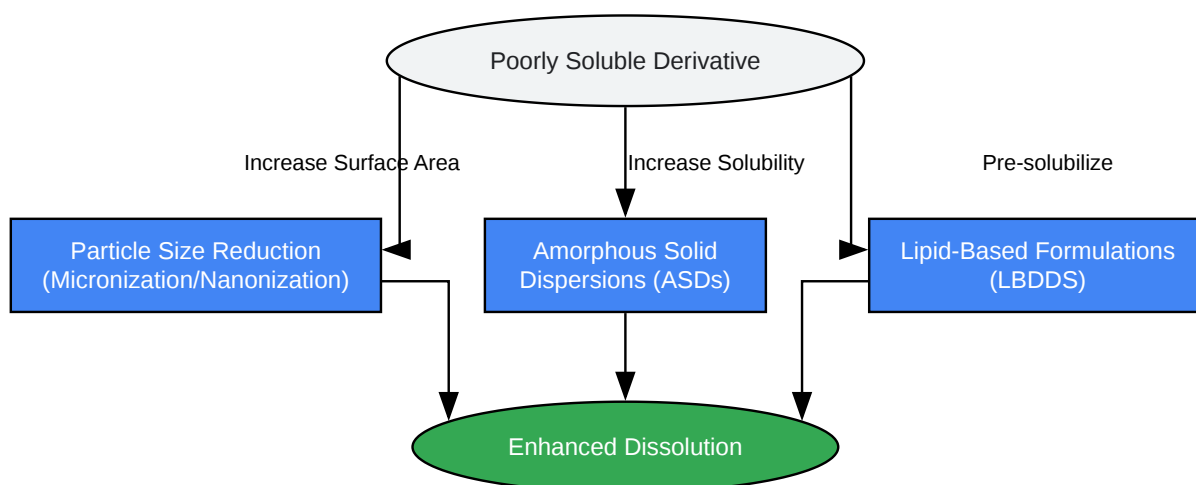 Poorly Soluble Derivative
Increase Surface Area
Increase Solubility
Pre-solubilize
Particle Size Reduction
(Micronization/Nanonization)
Amorphous Solid
Dispersions (ASDs)
Lipid-Based Formulations
(LBDDS)
Enhanced Dissolution